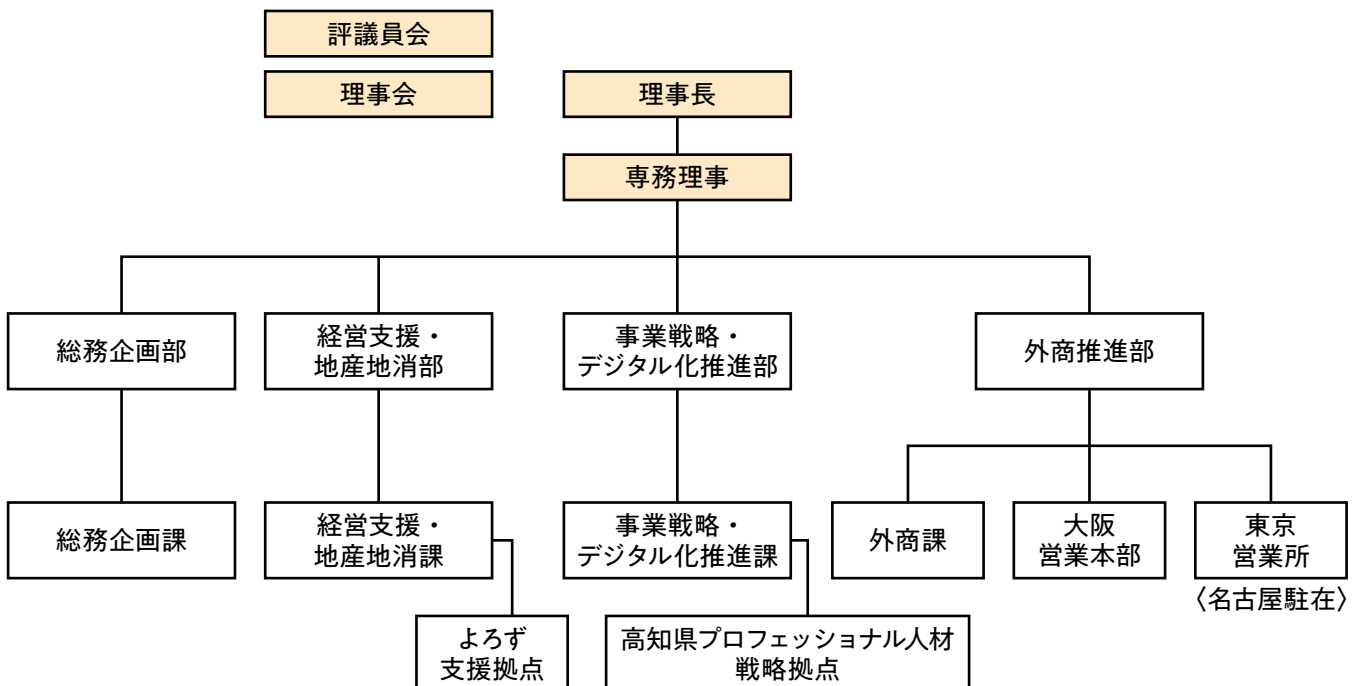 評議員会
理事会
理事長
専務理事
総務企画部
経営支援・
地産地消部
事業戦略・
デジタル化推進部
外商推進部
総務企画課
経営支援・
地産地消課
事業戦略・
デジタル化推進課
外商課
大阪
営業本部
東京
営業所
〈名古屋駐在〉
よろず
支援拠点
高知県プロフェッショナル人材
戦略拠点